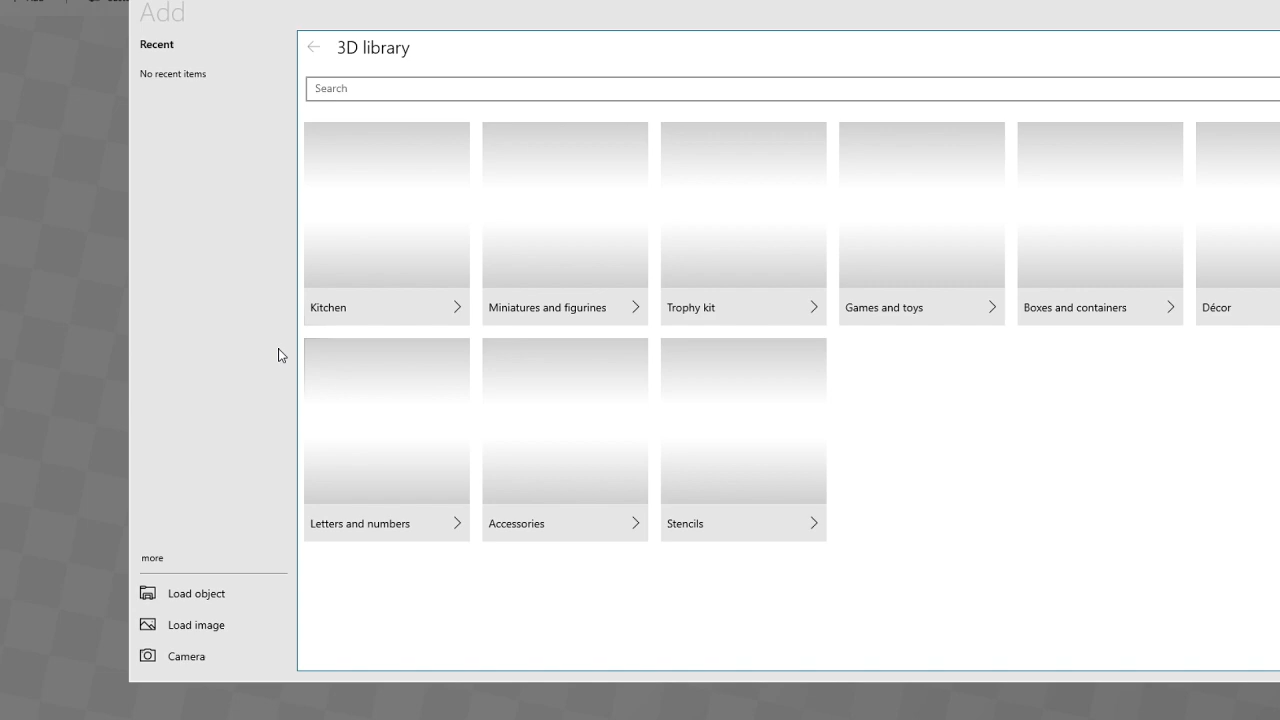 Add
Recent
No recent items
3D library
Search
Kitchen
Miniatures and figurines
Trophy kit
Games and toys
Boxes and containers
Décor
Letters and numbers
Accessories
Stencils
more
Load object
Load image
Camera